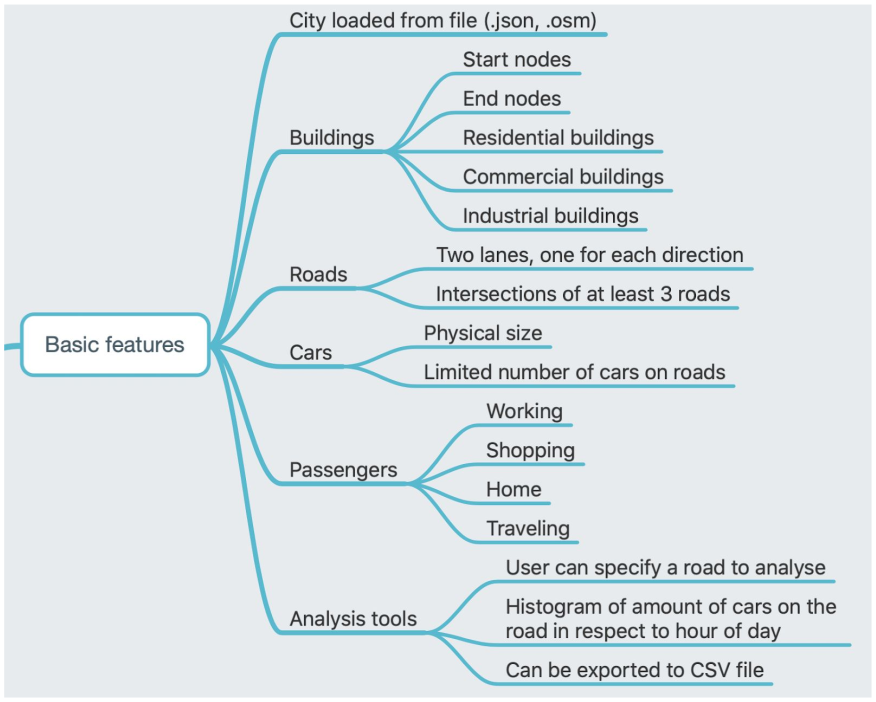 City loaded from file (.json, .osm)
Start nodes
End nodes
Buildings
Residential buildings
Commercial buildings
Industrial buildings
Two lanes, one for each direction
Roads
Intersections of at least 3 roads
Physical size
Basic features
Cars
Limited number of cars on roads
Working
Shopping
Passengers
Home
Traveling
User can specify a road to analyse
Histogram of amount of cars on the
road in respect to hour of day
Analysis tools
Can be exported to CSV file